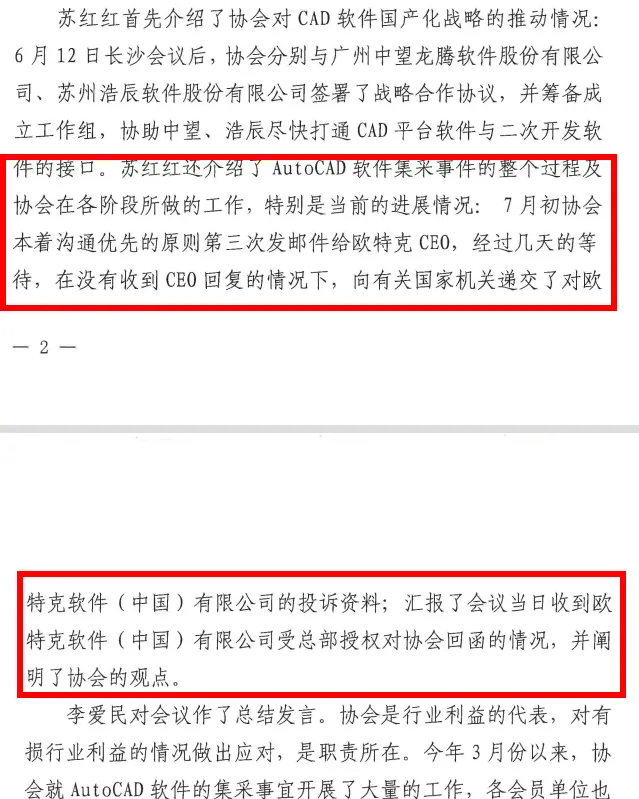 苏红红首先介绍了协会对 CAD 软件国产化战略的推动情况：
6 月 12 日长沙会议后，协会分别与广州中望龙腾软件股份有限公
司、苏州浩辰软件股份有限公司签署了战略合作协议，并筹备成
立工作组，协助中望、浩辰尽快打通 CAD 平台软件与二次开发软
件的接口。苏红红还介绍了 AutoCAD 软件集采事件的整个过程及
协会在各阶段所做的工作，特别是当前的进展情况： 7 月初协会
本着沟通优先的原则第三次发邮件给欧特克 CEO，经过几天的等
待，在没有收到 CEO 回复的情况下，向有关国家机关递交了对欧
— 2 —
特克软件（中国）有限公司的投诉资料；汇报了会议当日收到欧
特克软件（中国）有限公司受总部授权对协会回函的情况，并阐
明了协会的观点。
李爱民对会议作了总结发言。协会是行业利益的代表，对有
损行业利益的情况做出应对，是职责所在。今年 3 月份以来，协
会就 AutoCAD 软件的集采事宜开展了大量的工作，各会员单位也